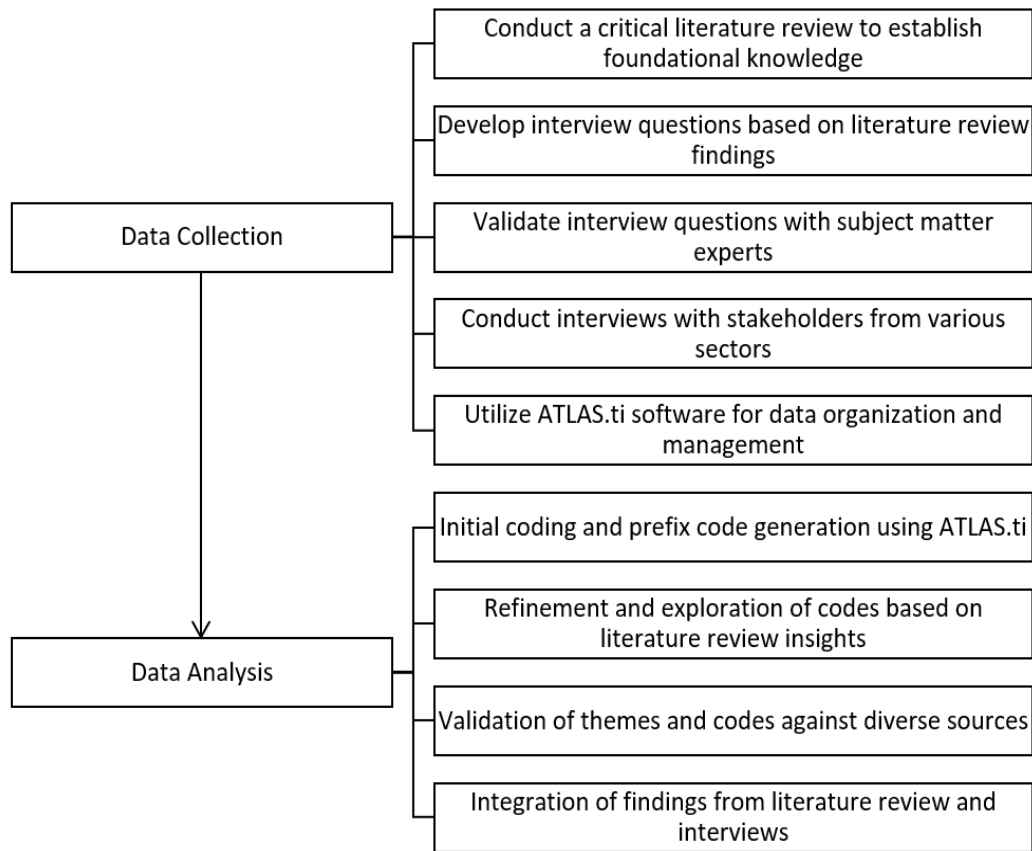 Conduct a critical literature review to establish
foundational knowledge
Develop interview questions based on literature review
findings
Data Collection
Validate interview questions with subject matter
experts
Conduct interviews with stakeholders from various
sectors
Utilize ATLAS.ti software for data organization and
management
Initial coding and prefix code generation using ATLAS.ti
Refinement and exploration of codes based on
literature review insights
Data Analysis
Validation of themes and codes against diverse sources
Integration of findings from literature review and
interviews